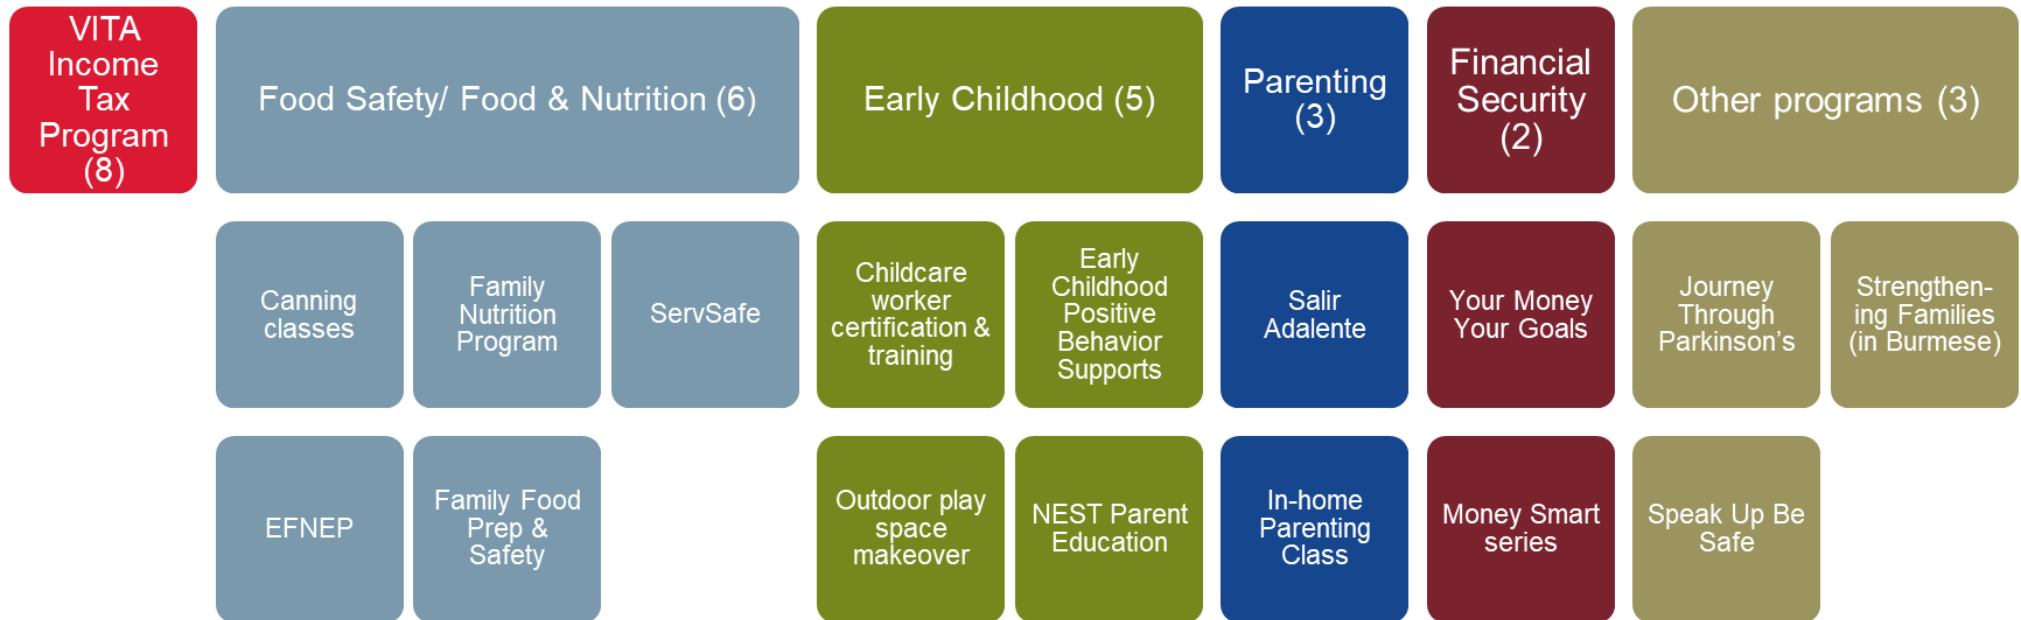 VITA
Income
Tax
Program
(8)
Food Safety/ Food & Nutrition (6)
Early Childhood (5)
Parenting
(3)
Financial
Security
(2)
Other programs (3)
Canning
classes
Family
Nutrition
Program
ServSafe
Childcare
worker
certification &
training
Early
Childhood
Positive
Behavior
Supports
Salir
Adalente
Your Money
Your Goals
Journey
Through
Parkinson’s
Strengthen-
ing Families
(in Burmese)
EFNEP
Family Food
Prep &
Safety
Outdoor play
space
makeover
NEST Parent
Education
In-home
Parenting
Class
Money Smart
series
Speak Up Be
Safe